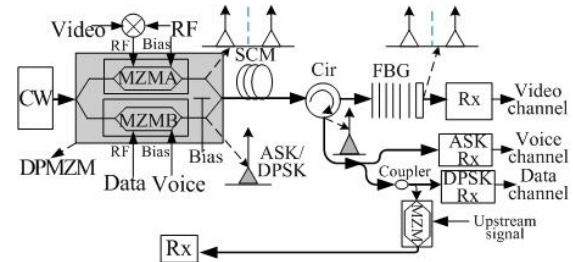 Video
RF
RF
Bias
SCM
MZMA
CW
MZMB
RF
Bias
Bias
DPMZM
Data
Voice
ASK/
DPSK
Cir
FBG
Rx
Video
channel
ASK
Rx
Voice
channel
Coupler
DPSK
Rx
Data
channel
MZM
Upstream
signal
Rx